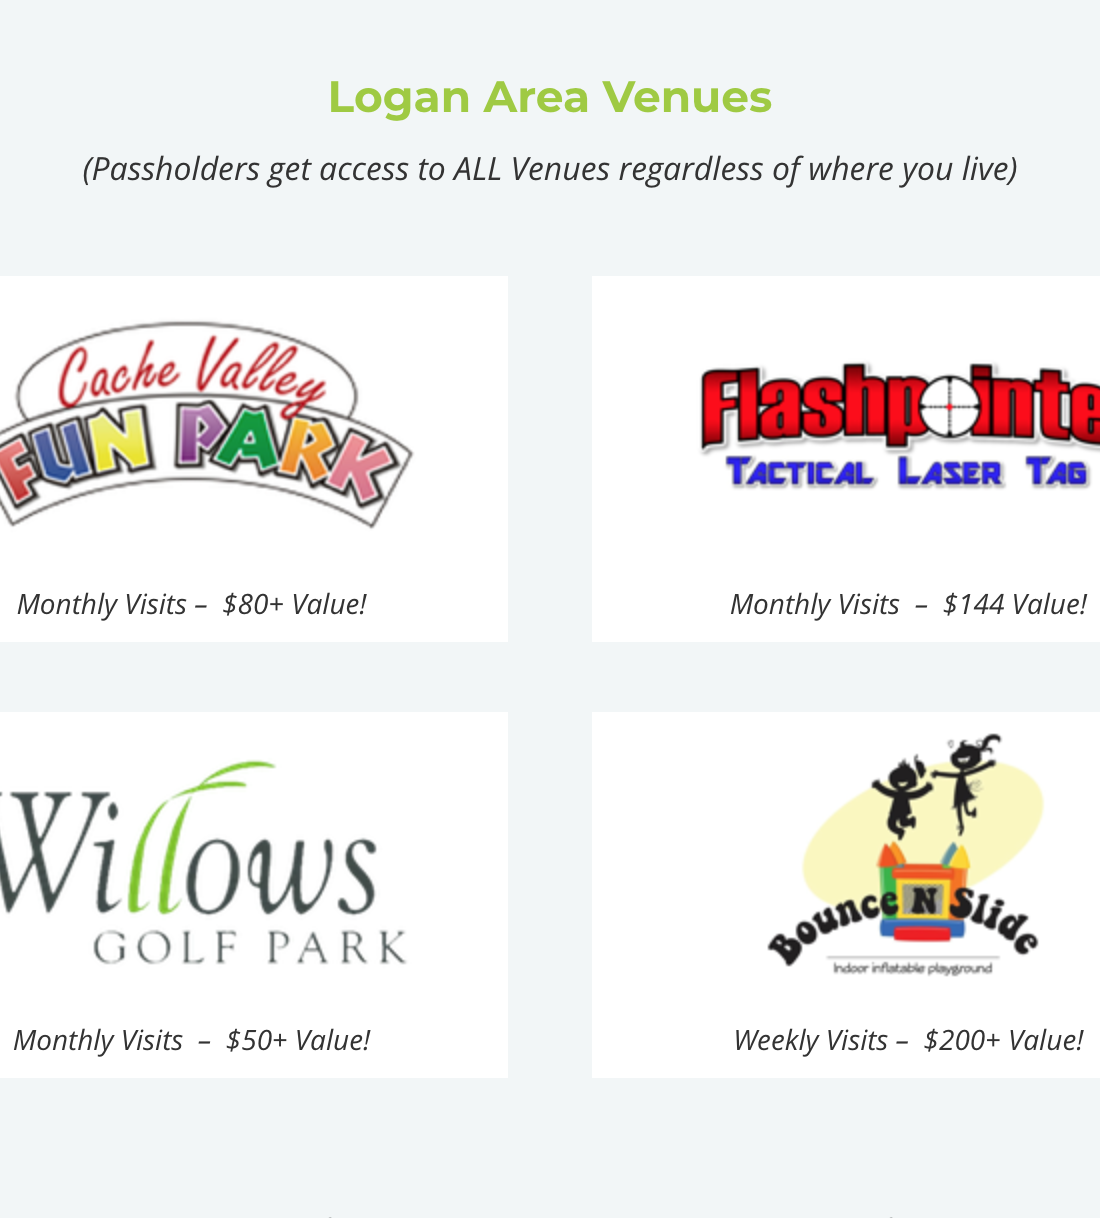 Logan Area Venues
(Passholders get access to ALL Venues regardless of where you live)
Cache Valley
FUN PARK
Monthly Visits – $80+ Value!
Flashpointe
TACTICAL LASER TAG
Monthly Visits – $144 Value!
Willows
GOLF PARK
Monthly Visits – $50+ Value!
Bounce N Slide
Indoor inflatable playground
Weekly Visits – $200+ Value!